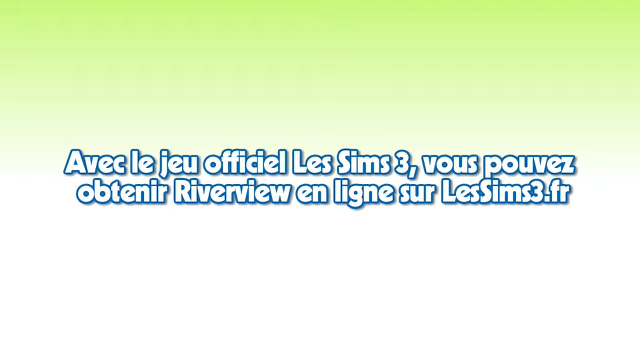 Avec le jeu officiel Les Sims 3, vous pouvez
obtenir Riverview en ligne sur LesSims3.fr